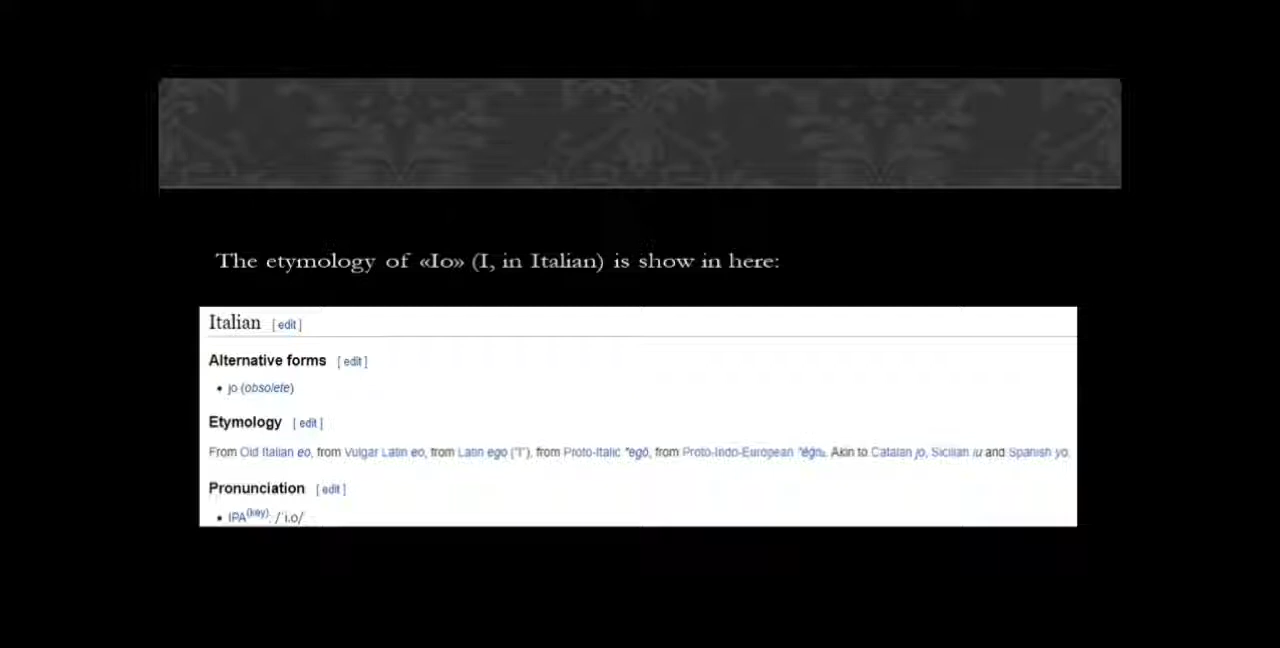 The etymology of «Io» (I, in Italian) is show in here:
Italian [ edit ]
Alternative forms [ edit ]
• jo (obsolete)
Etymology [ edit ]
From Old Italian eo, from Vulgar Latin eo, from Latin ego ("I"), from Proto-Italic *egō, from Proto-Indo-European *éǵh₂. Akin to Catalan jo, Sicilian iu and Spanish yo.
Pronunciation [ edit ]
• IPA(key): /ˈi.o/